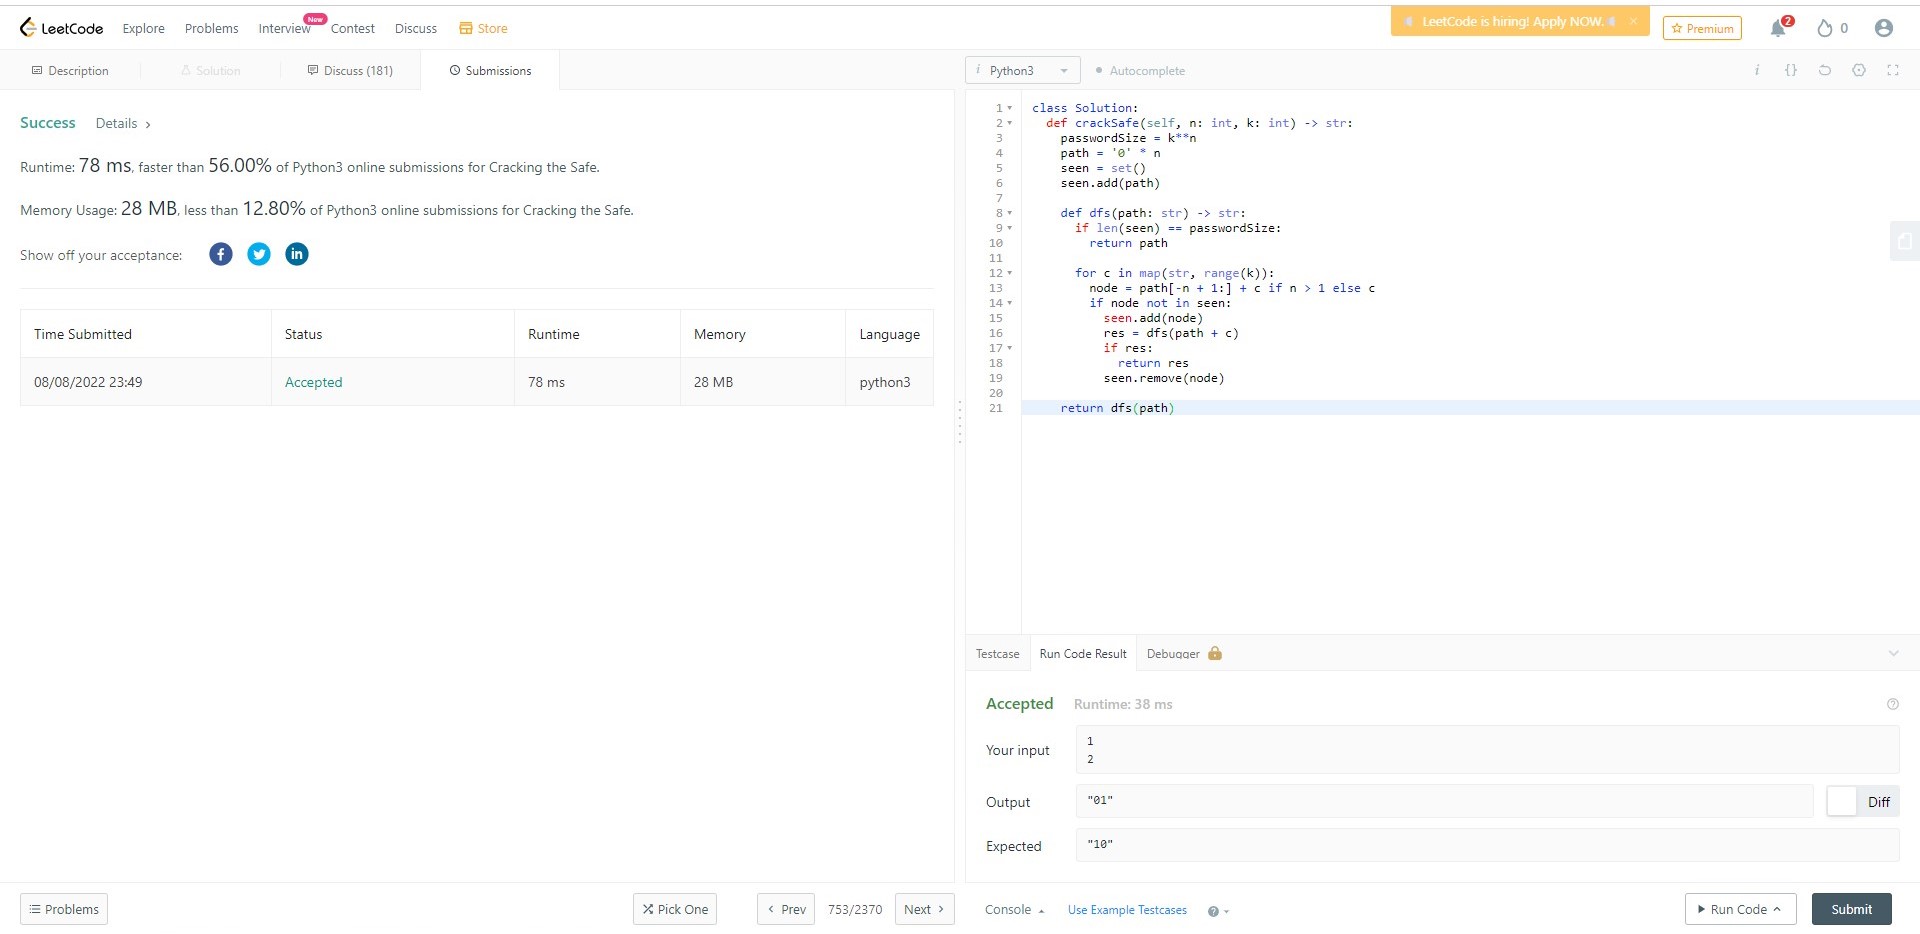 LeetCode Explore Problems Interview New Contest Discuss Store LeetCode is hiring! Apply NOW. × Premium 2 0
Description Solution Discuss (181) Submissions
i Python3 Autocomplete i {}
Success Details ›
Runtime: 78 ms, faster than 56.00% of Python3 online submissions for Cracking the Safe.
Memory Usage: 28 MB, less than 12.80% of Python3 online submissions for Cracking the Safe.
Show off your acceptance: f in
Time Submitted Status Runtime Memory Language
08/08/2022 23:49 Accepted 78 ms 28 MB python3
1 class Solution:
2 def crackSafe(self, n: int, k: int) -> str:
3 passwordSize = k**n
4 path = '0' * n
5 seen = set()
6 seen.add(path)
7
8 def dfs(path: str) -> str:
9 if len(seen) == passwordSize:
10 return path
11
12 for c in map(str, range(k)):
13 node = path[-n + 1:] + c if n > 1 else c
14 if node not in seen:
15 seen.add(node)
16 res = dfs(path + c)
17 if res:
18 return res
19 seen.remove(node)
20
21 return dfs(path)
Testcase Run Code Result Debugger
Accepted Runtime: 38 ms ?
Your input
1
2
Output "01" Diff
Expected "10"
Problems Pick One ‹ Prev 753/2370 Next ›
Console Use Example Testcases ? Run Code Submit